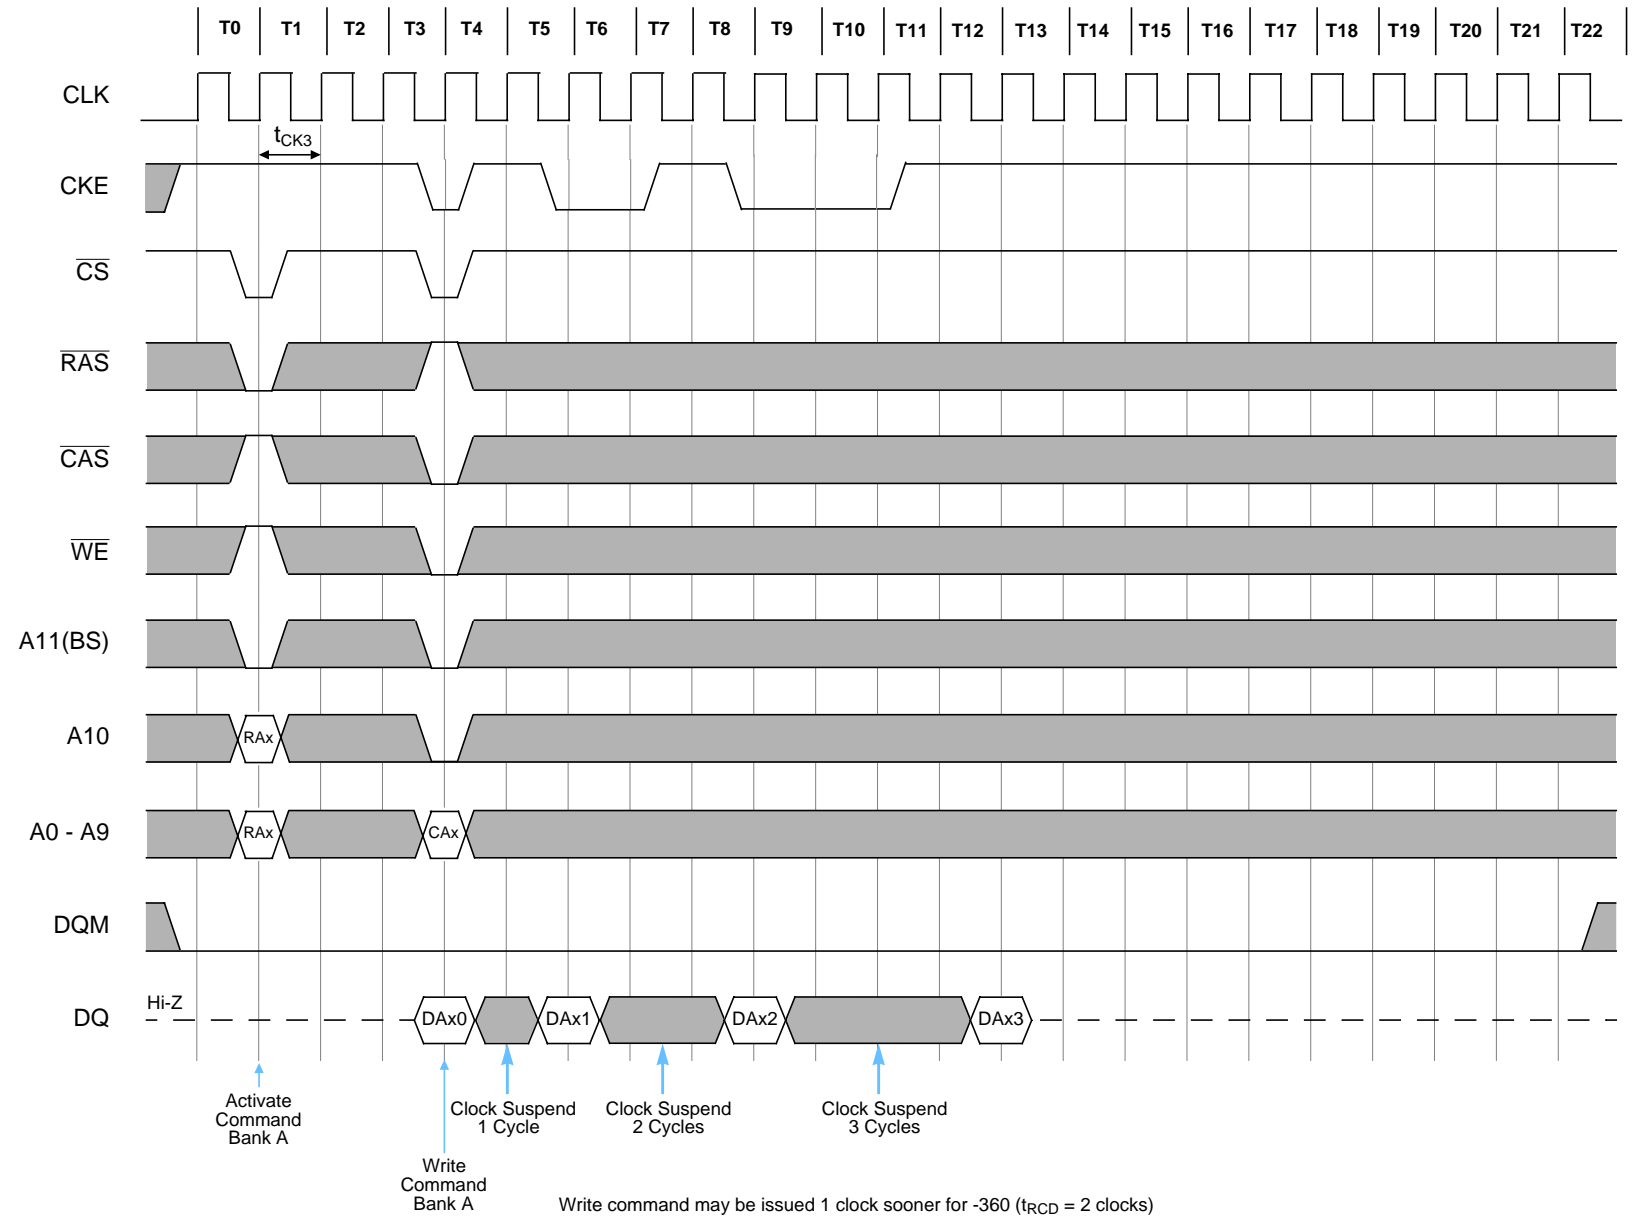 T0 T1 T2 T3 T4 T5 T6 T7 T8 T9 T10 T11 T12 T13 T14 T15 T16 T17 T18 T19 T20 T21 T22
CLK
tCK3
CKE
CS
RAS
CAS
WE
A11(BS)
A10
RAx
A0 - A9
RAx CAx
DQM
Hi-Z
DQ
DAx0 DAx1 DAx2 DAx3
Activate
Command
Bank A
Clock Suspend
1 Cycle
Clock Suspend
2 Cycles
Clock Suspend
3 Cycles
Write
Command
Bank A
Write command may be issued 1 clock sooner for -360 (tRCD = 2 clocks)